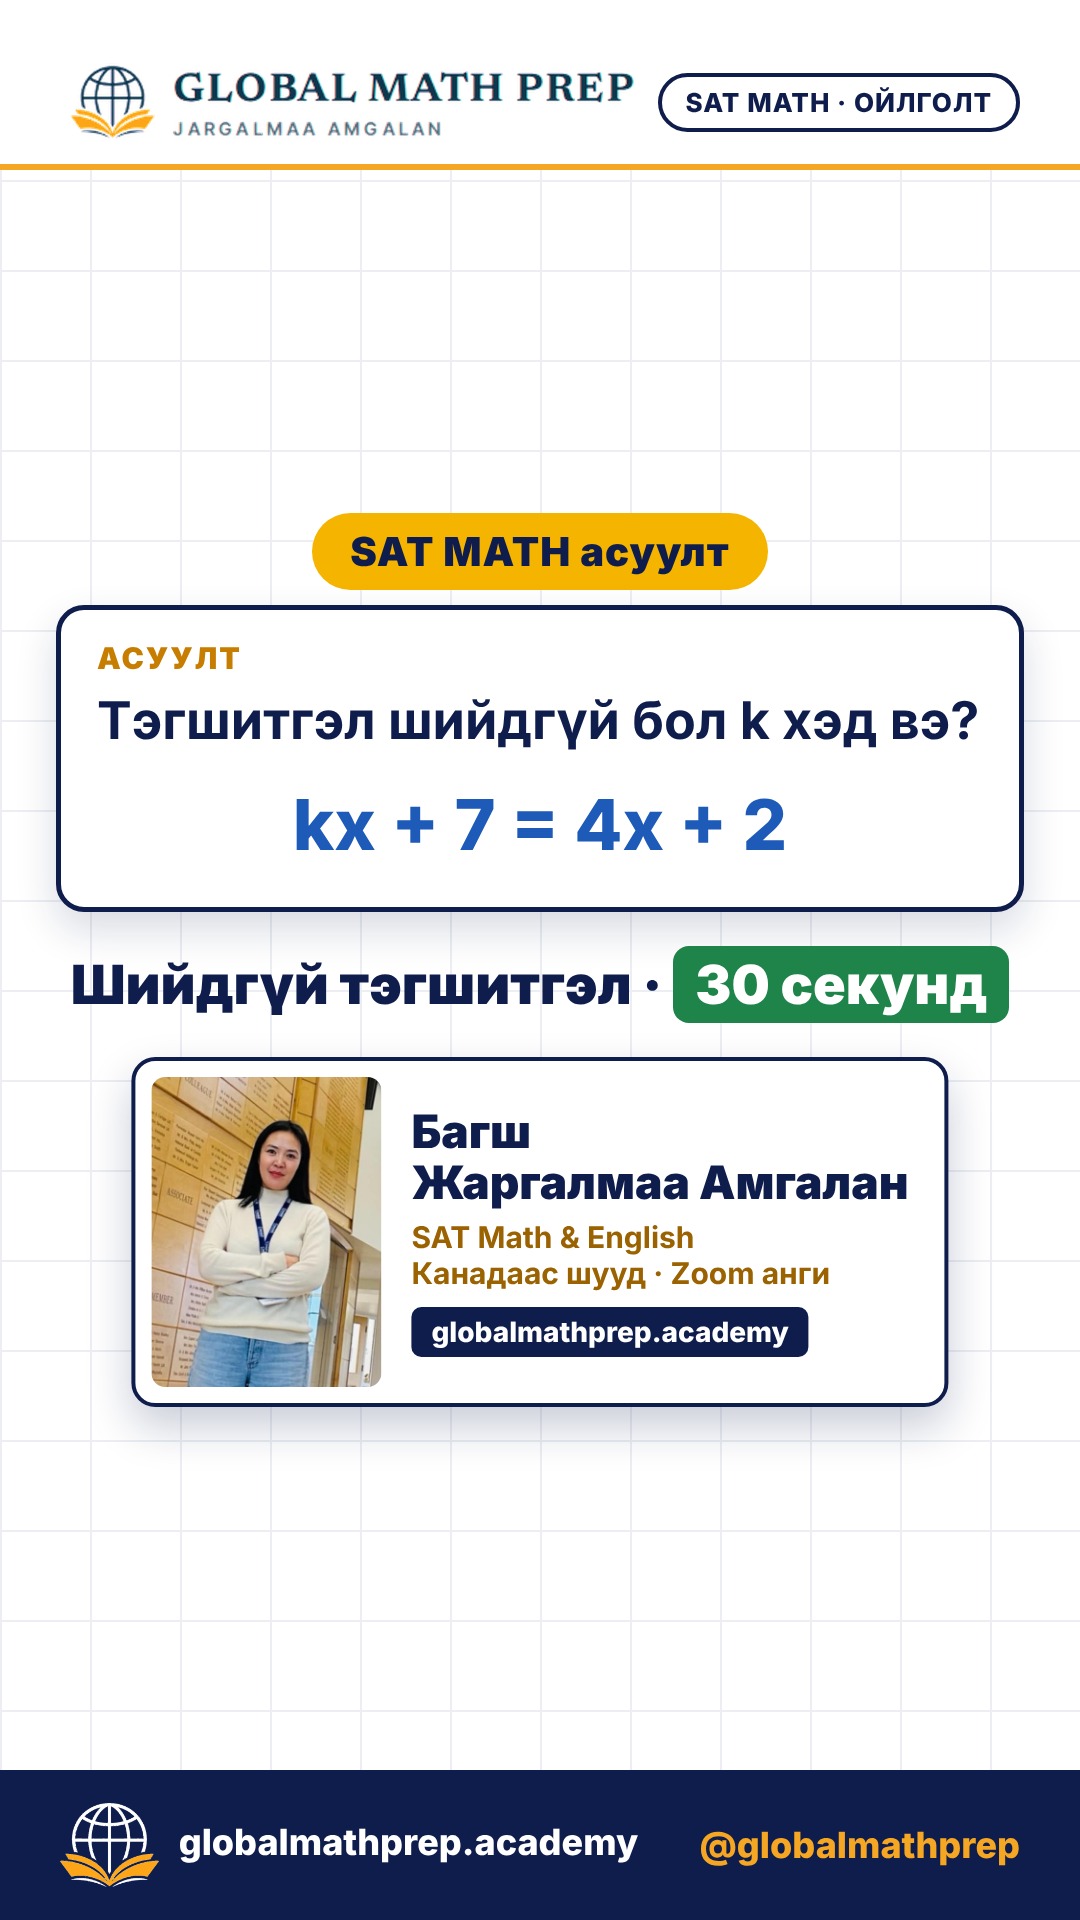 GLOBAL MATH PREP
JARGALMAA AMGALAN
SAT MATH · ОЙЛГОЛТ
SAT MATH асуулт
АСУУЛТ
Тэгшитгэл шийдгүй бол k хэд вэ?
kx + 7 = 4x + 2
Шийдгүй тэгшитгэл · 30 секунд
ASSOCIATE
MEMBER
Багш
Жаргалмаа Амгалан
SAT Math & English
Канадаас шууд · Zoom анги
globalmathprep.academy
globalmathprep.academy
@globalmathprep